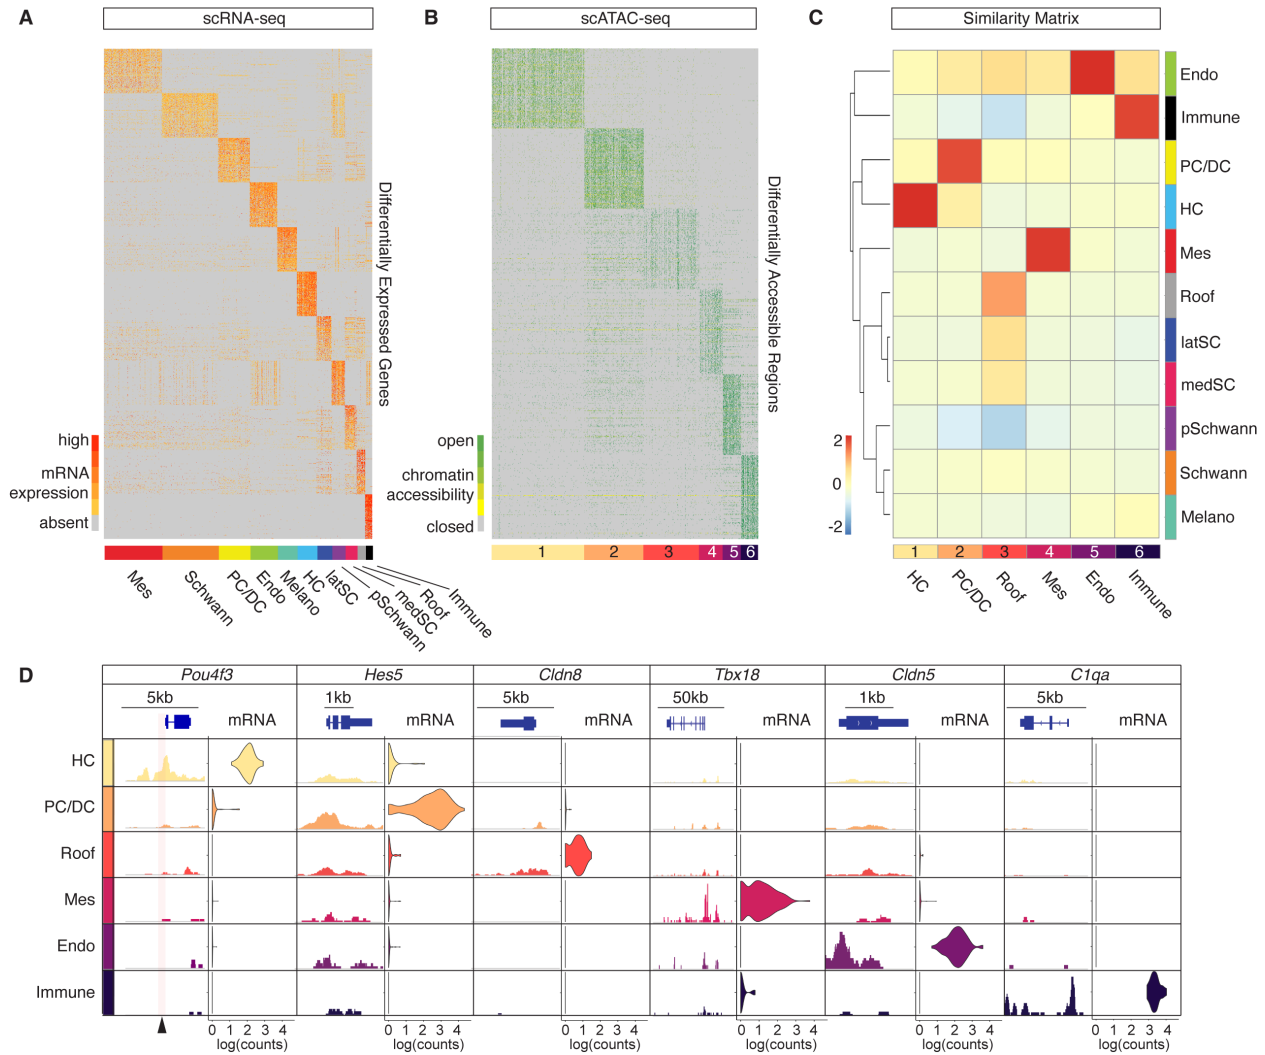 A
scRNA-seq
Differentially Expressed Genes
high
mRNA
expression
absent
Mes
Schwann
PC/DC
Endo
Melano
HC
latSC
pSchwann
medSC
Roof
Immune
B
scATAC-seq
Differentially Accessible Regions
open
chromatin
accessibility
closed
1 2 3 4 5 6
C
Similarity Matrix
Endo
Immune
PC/DC
HC
Mes
Roof
latSC
medSC
pSchwann
Schwann
Melano
2
0
-2
1 2 3 4 5 6
HC
PC/DC
Roof
Mes
Endo
Immune
D
Pou4f3 Hes5 Cldn8 Tbx18 Cldn5 C1qa
5kb 1kb 5kb 50kb 1kb 5kb
mRNA mRNA mRNA mRNA mRNA mRNA
HC
PC/DC
Roof
Mes
Endo
Immune
0 1 2 3 4 0 1 2 3 4 0 1 2 3 4 0 1 2 3 4 0 1 2 3 4 0 1 2 3 4
log(counts) log(counts) log(counts) log(counts) log(counts) log(counts)